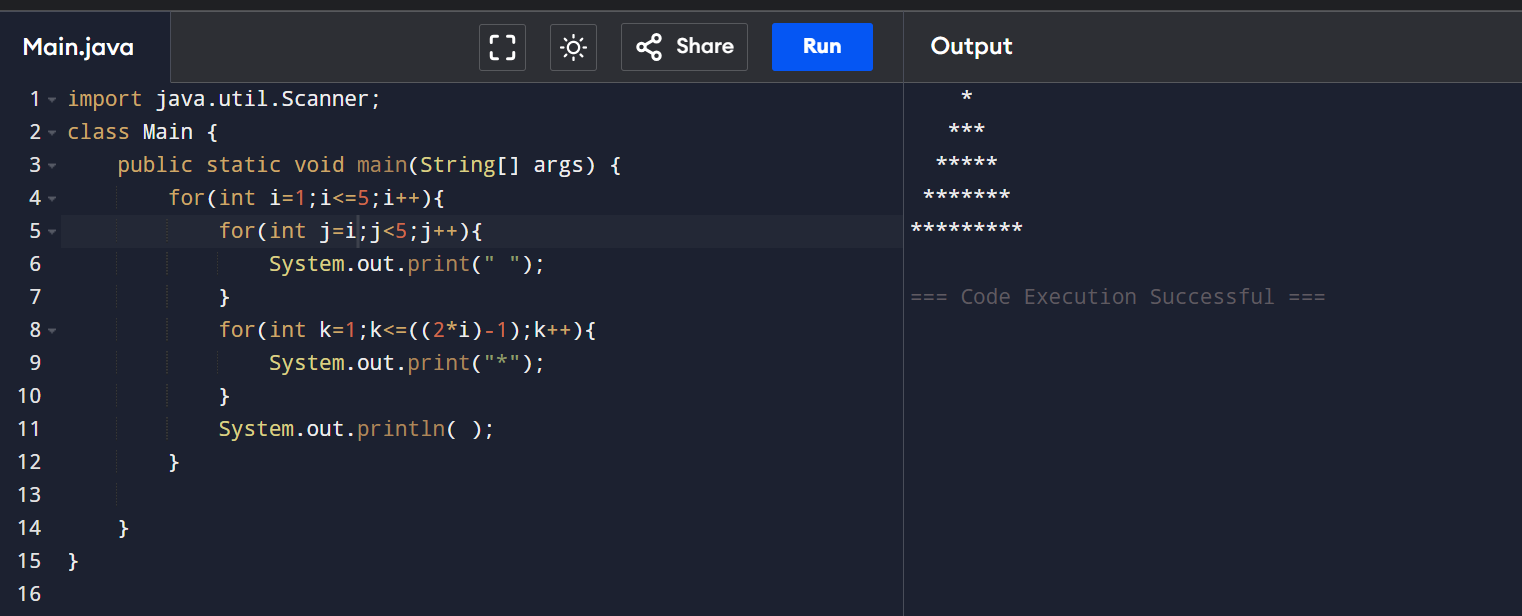 Main.java
Share
Run
Output
1 import java.util.Scanner;
2 class Main {
3     public static void main(String[] args) {
4         for(int i=1;i<=5;i++){
5             for(int j=i;j<5;j++){
6                 System.out.print(" ");
7             }
8             for(int k=1;k<=((2*i)-1);k++){
9                 System.out.print("*");
10             }
11             System.out.println( );
12         }
13
14     }
15 }
16
    *
   ***
  *****
 *******
*********
=== Code Execution Successful ===